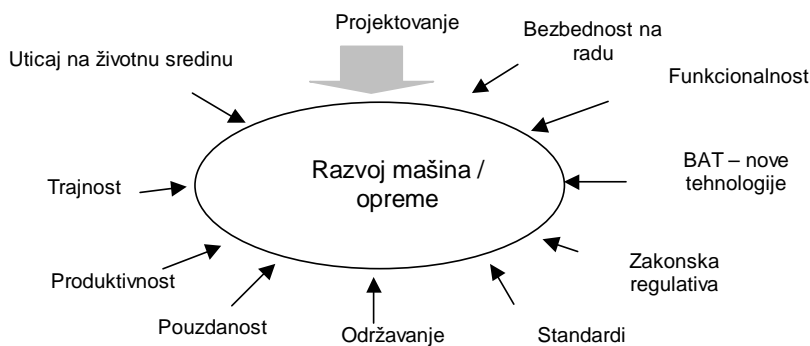 Projektovanje
Bezbednost na
radu
Uticaj na životnu sredinu
Funkcionalnost
Razvoj mašina /
opreme
BAT – nove
tehnologije
Trajnost
Zakonska
regulativa
Produktivnost
Pouzdanost
Održavanje
Standardi